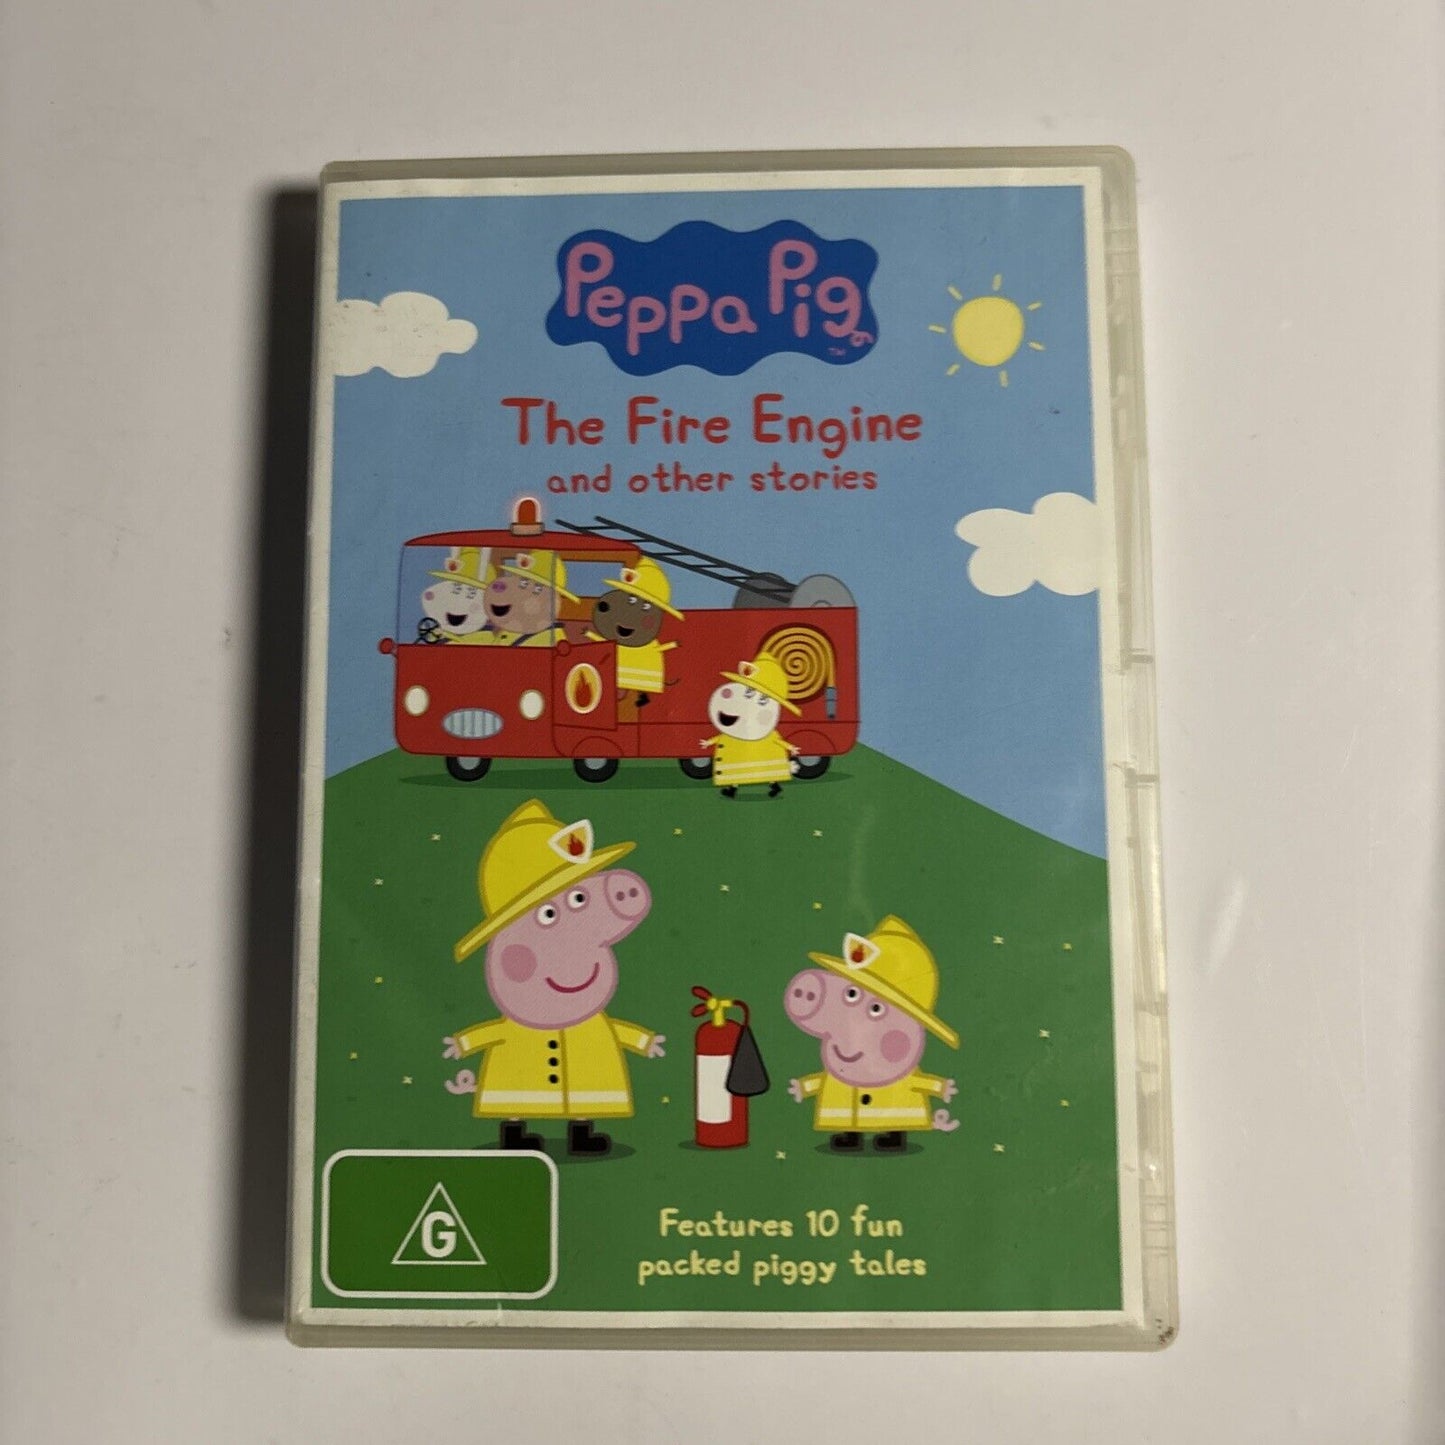 Peppa Pig
TM
The Fire Engine
and other stories
G
Features 10 fun
packed piggy tales